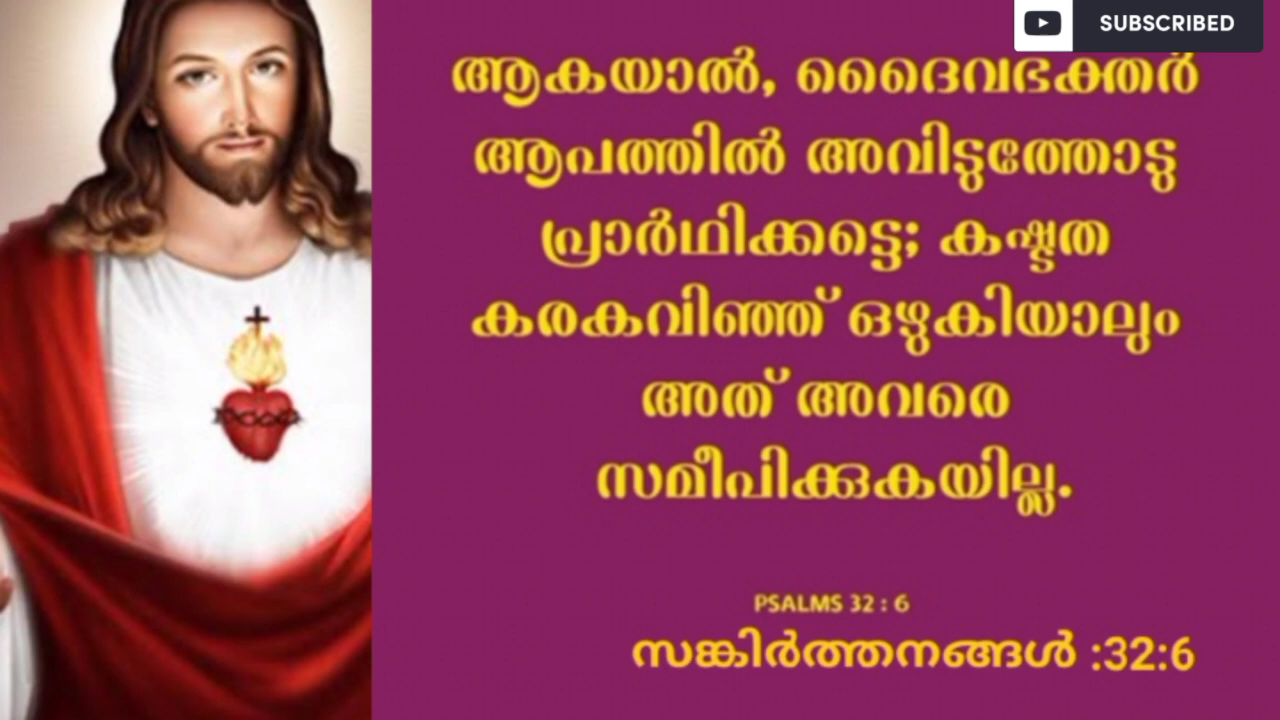 SUBSCRIBED
ആകയാൽ, ദൈവഭക്തർ
ആപത്തിൽ അവിടുത്തോടു
പ്രാർഥിക്കട്ടെ; കഷ്ടത
കരകവിഞ്ഞ് ഒഴുകിയാലും
അത് അവരെ
സമീപിക്കുകയില്ല.
PSALMS 32 : 6
സങ്കിർത്തനങ്ങൾ :32:6